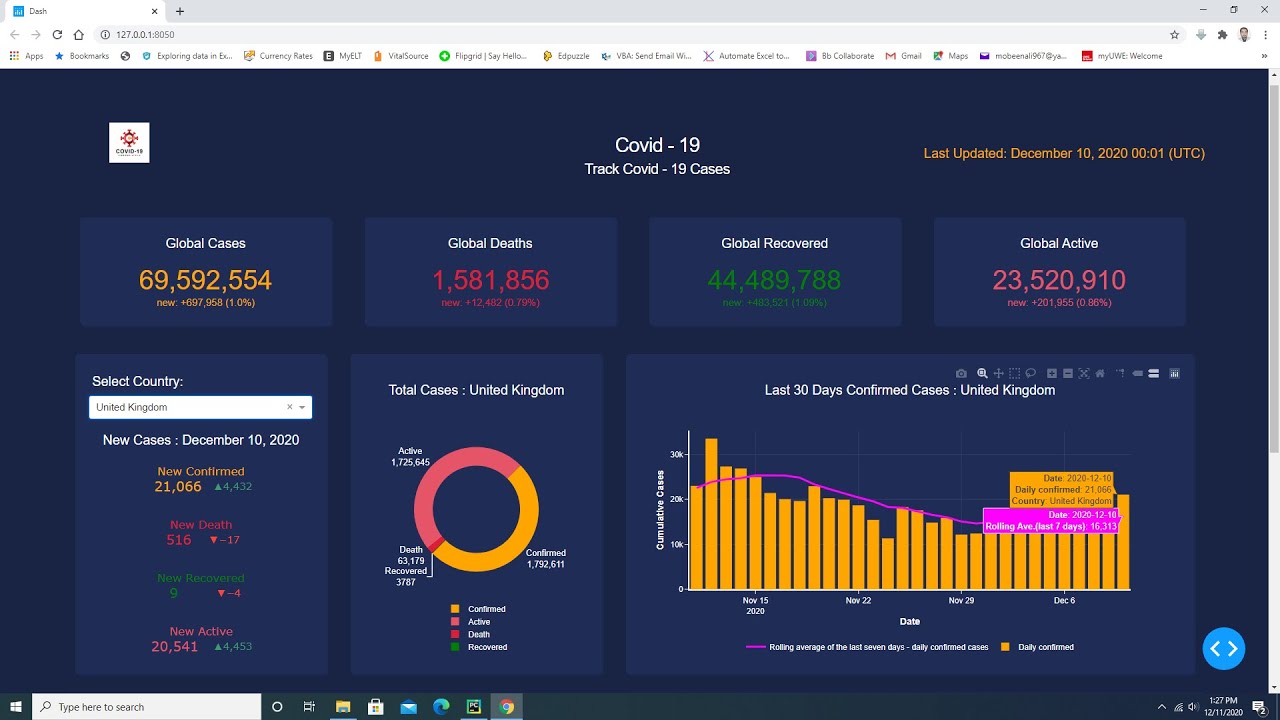 Dash
127.0.0.1:8050
Apps
Bookmarks
Exploring data in Ex...
Currency Rates
MyELT
VitalSource
Flipgrid | Say Hello...
Edpuzzle
VBA: Send Email Wi...
Automate Excel to...
Bb Collaborate
Gmail
Maps
mobeenali967@ya...
myUWE: Welcome
COVID-19
Covid - 19
Track Covid - 19 Cases
Last Updated: December 10, 2020 00:01 (UTC)
Global Cases
69,592,554
new: +697,958 (1.0%)
Global Deaths
1,581,856
new: +12,482 (0.79%)
Global Recovered
44,489,788
new: +483,521 (1.09%)
Global Active
23,520,910
new: +201,955 (0.86%)
Select Country:
United Kingdom
New Cases : December 10, 2020
New Confirmed
21,066 ▲4,432
New Death
516 ▼−17
New Recovered
9 ▼−4
New Active
20,541 ▲4,453
Total Cases : United Kingdom
Active
1,725,645
Death
63,179
Recovered
3787
Confirmed
1,792,611
Confirmed
Active
Death
Recovered
Last 30 Days Confirmed Cases : United Kingdom
Cumulative Cases
30k
20k
10k
0
Date: 2020-12-10
Daily confirmed: 21,066
Country: United Kingdom
Date: 2020-12-10
Rolling Ave.(last 7 days): 16,313
Nov 15
2020
Nov 22
Nov 29
Dec 6
Date
Rolling average of the last seven days - daily confirmed cases
Daily confirmed
Type here to search
PC
1:27 PM
12/11/2020
2